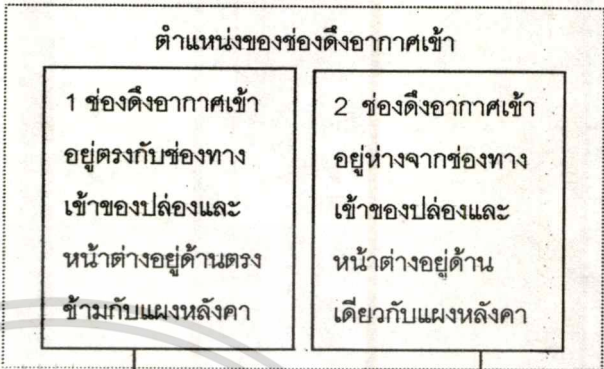 ตำแหน่งของช่องดึงอากาศเข้า
1 ช่องดึงอากาศเข้า
อยู่ตรงกับช่องทาง
เข้าของปล่องและ
หน้าต่างอยู่ด้านตรง
ข้ามกับแผงหลังคา
2 ช่องดึงอากาศเข้า
อยู่ห่างจากช่องทาง
เข้าของปล่องและ
หน้าต่างอยู่ด้าน
เดียวกับแผงหลังคา